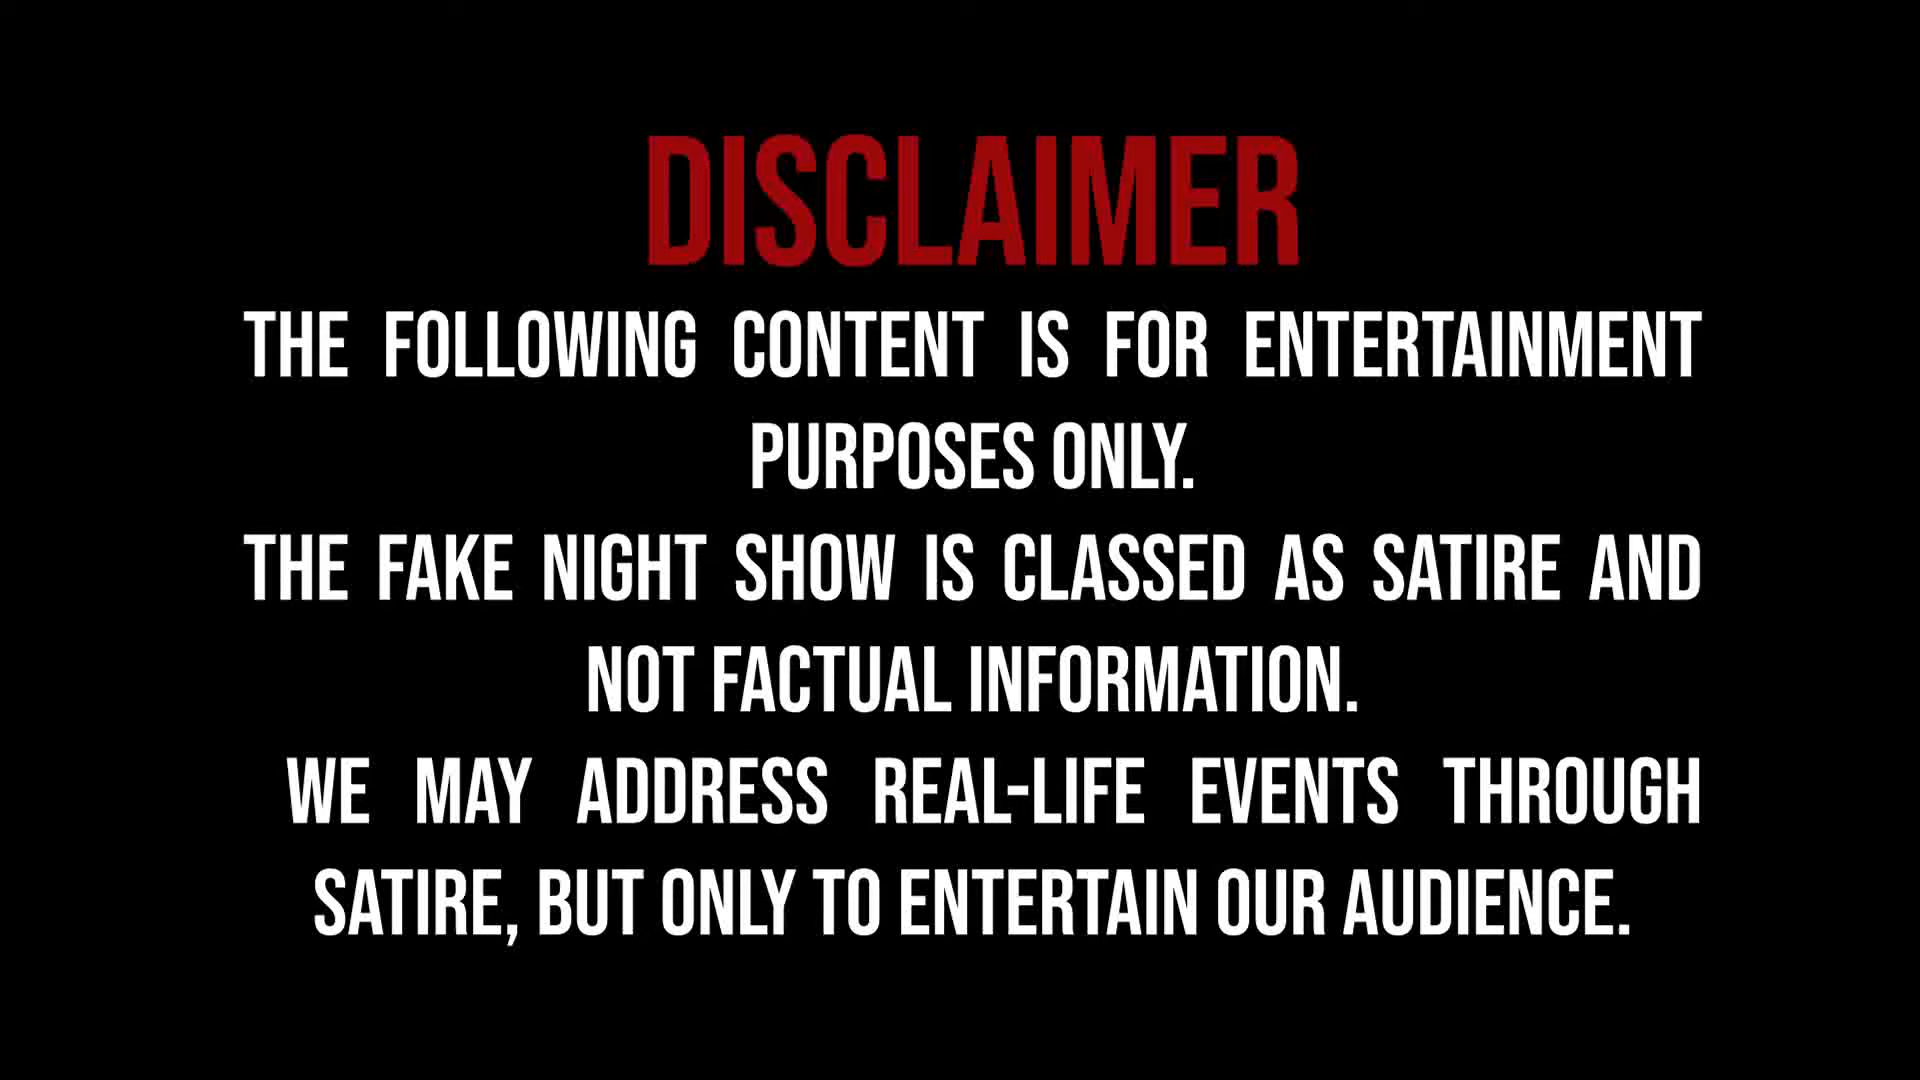 DISCLAIMER
THE FOLLOWING CONTENT IS FOR ENTERTAINMENT
PURPOSES ONLY.
THE FAKE NIGHT SHOW IS CLASSED AS SATIRE AND
NOT FACTUAL INFORMATION.
WE MAY ADDRESS REAL-LIFE EVENTS THROUGH
SATIRE, BUT ONLY TO ENTERTAIN OUR AUDIENCE.